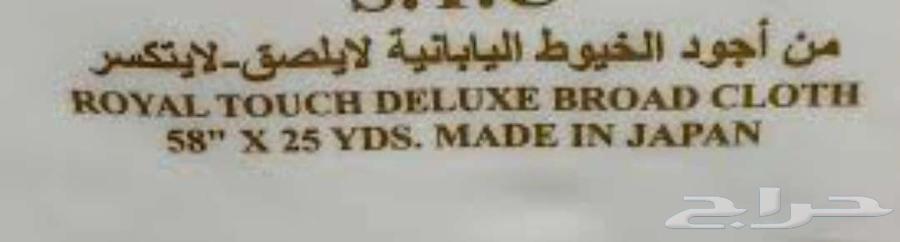 من أجود الخيوط اليابانية لايلصق-لايتكسر
ROYAL TOUCH DELUXE BROAD CLOTH
58" X 25 YDS. MADE IN JAPAN
حراج